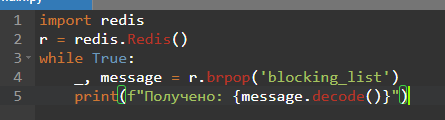 1 import redis
2 r = redis.Redis()
3 while True:
4 _, message = r.brpop('blocking_list')
5 print(f"Получено: {message.decode()}")